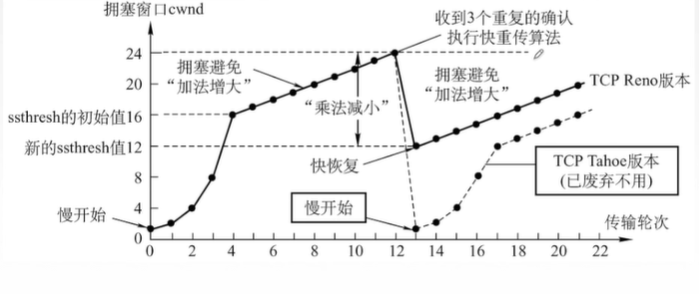 拥塞窗口cwnd
收到3个重复的确认
执行快重传算法
24
拥塞避免
“加法增大”
拥塞避免
“加法增大”
20
TCP Reno版本
“乘法减小”
ssthresh的初始值16
新的ssthresh值12
快恢复
TCP Tahoe版本
(已废弃不用)
8
慢开始
慢开始
4
传输轮次
0
0 2 4 6 8 10 12 14 16 18 20 22